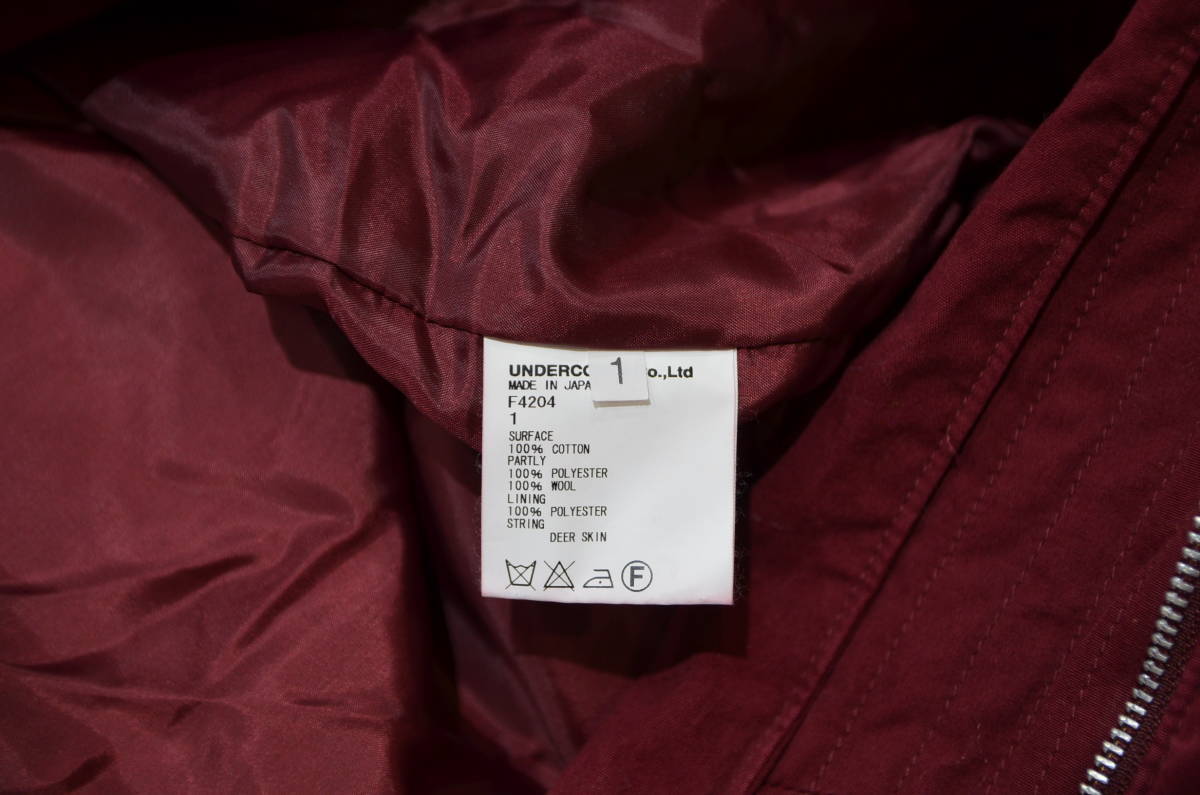 UNDERCO 1 o.,Ltd
MADE IN JAPA
F4204
1
SURFACE
100% COTTON
PARTLY
100% POLYESTER
100% WOOL
LINING
100% POLYESTER
STRING
DEER SKIN
F